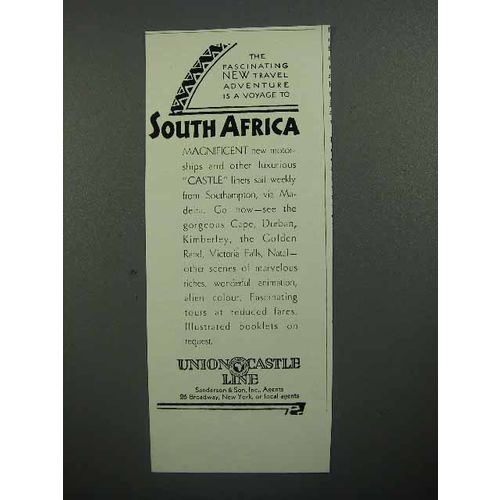 THE
FASCINATING
NEW TRAVEL
ADVENTURE
IS A VOYAGE TO
SOUTH AFRICA
MAGNIFICENT new motor-
ships and other luxurious
"CASTLE" liners sail weekly
from Southampton, via Ma-
deira. Go now—see the
gorgeous Cape, Durban,
Kimberley, the Golden
Rand, Victoria Falls, Natal—
other scenes of marvelous
riches, wonderful animation,
alien colour. Fascinating
tours at reduced fares.
Illustrated booklets on
request.
UNION CASTLE
LINE
Sanderson & Son, Inc., Agents
26 Broadway, New York, or local agents